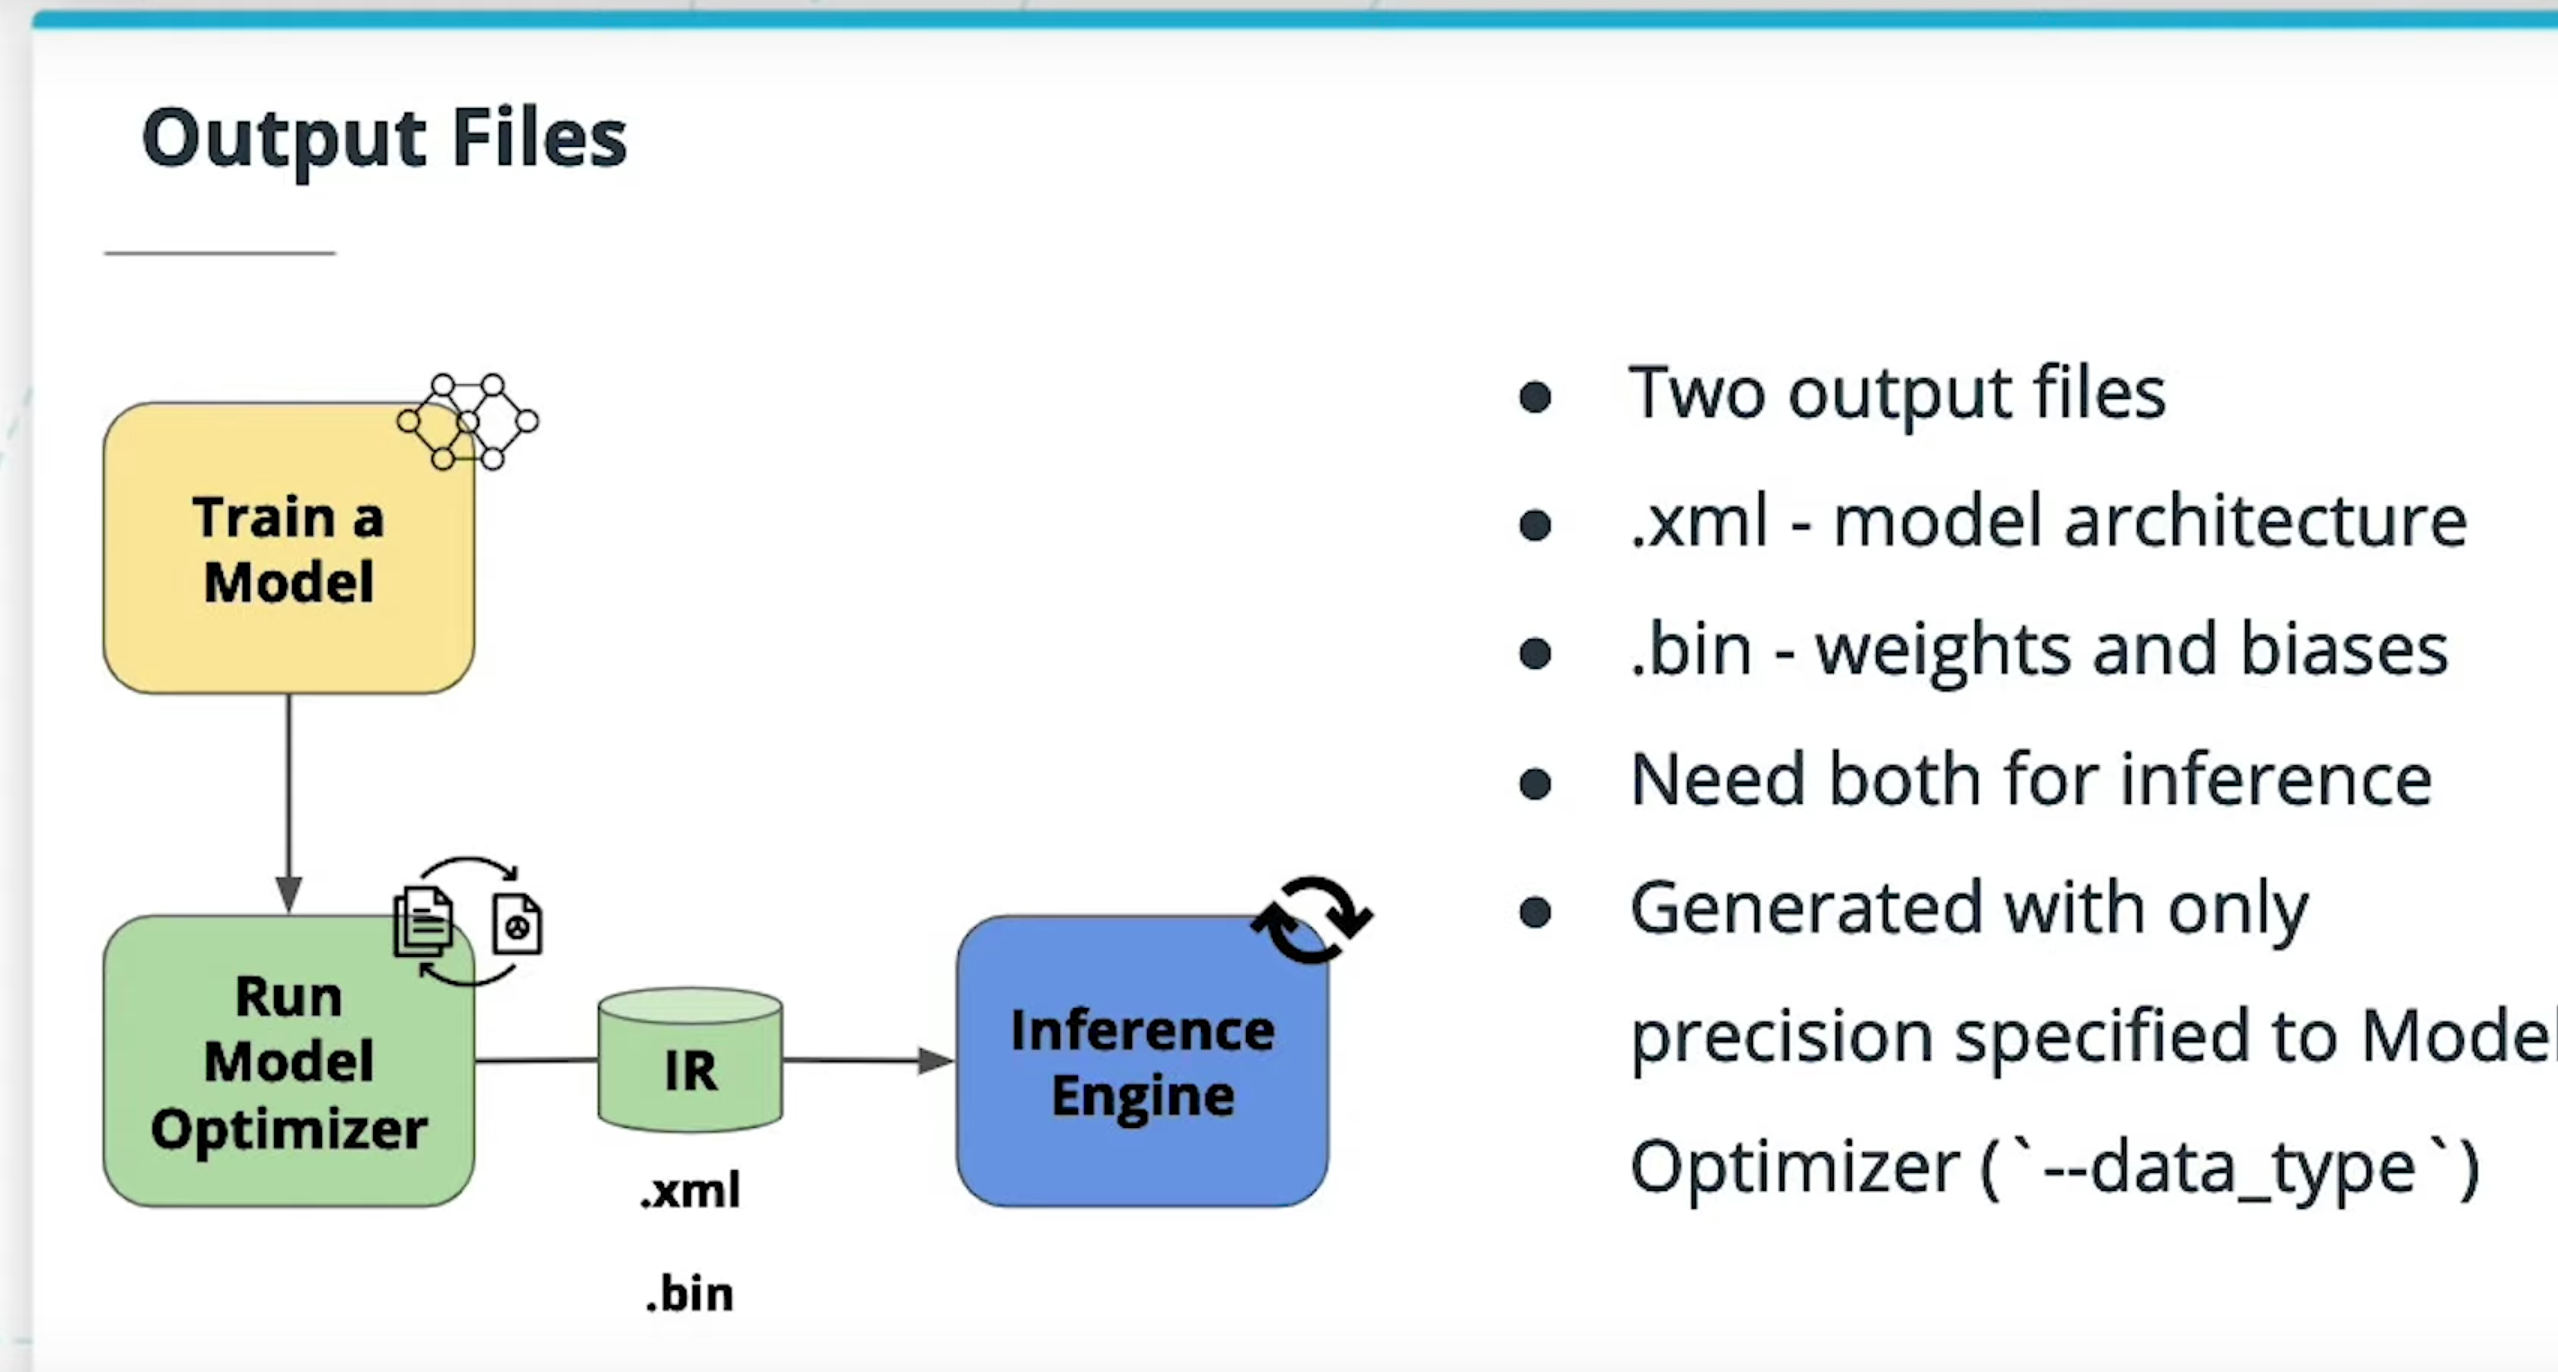 Output Files
Train a
Model
Run
Model
Optimizer
IR
.xml
.bin
Inference
Engine
● Two output files
● .xml - model architecture
● .bin - weights and biases
● Need both for inference
● Generated with only
precision specified to Model
Optimizer (`--data_type`)